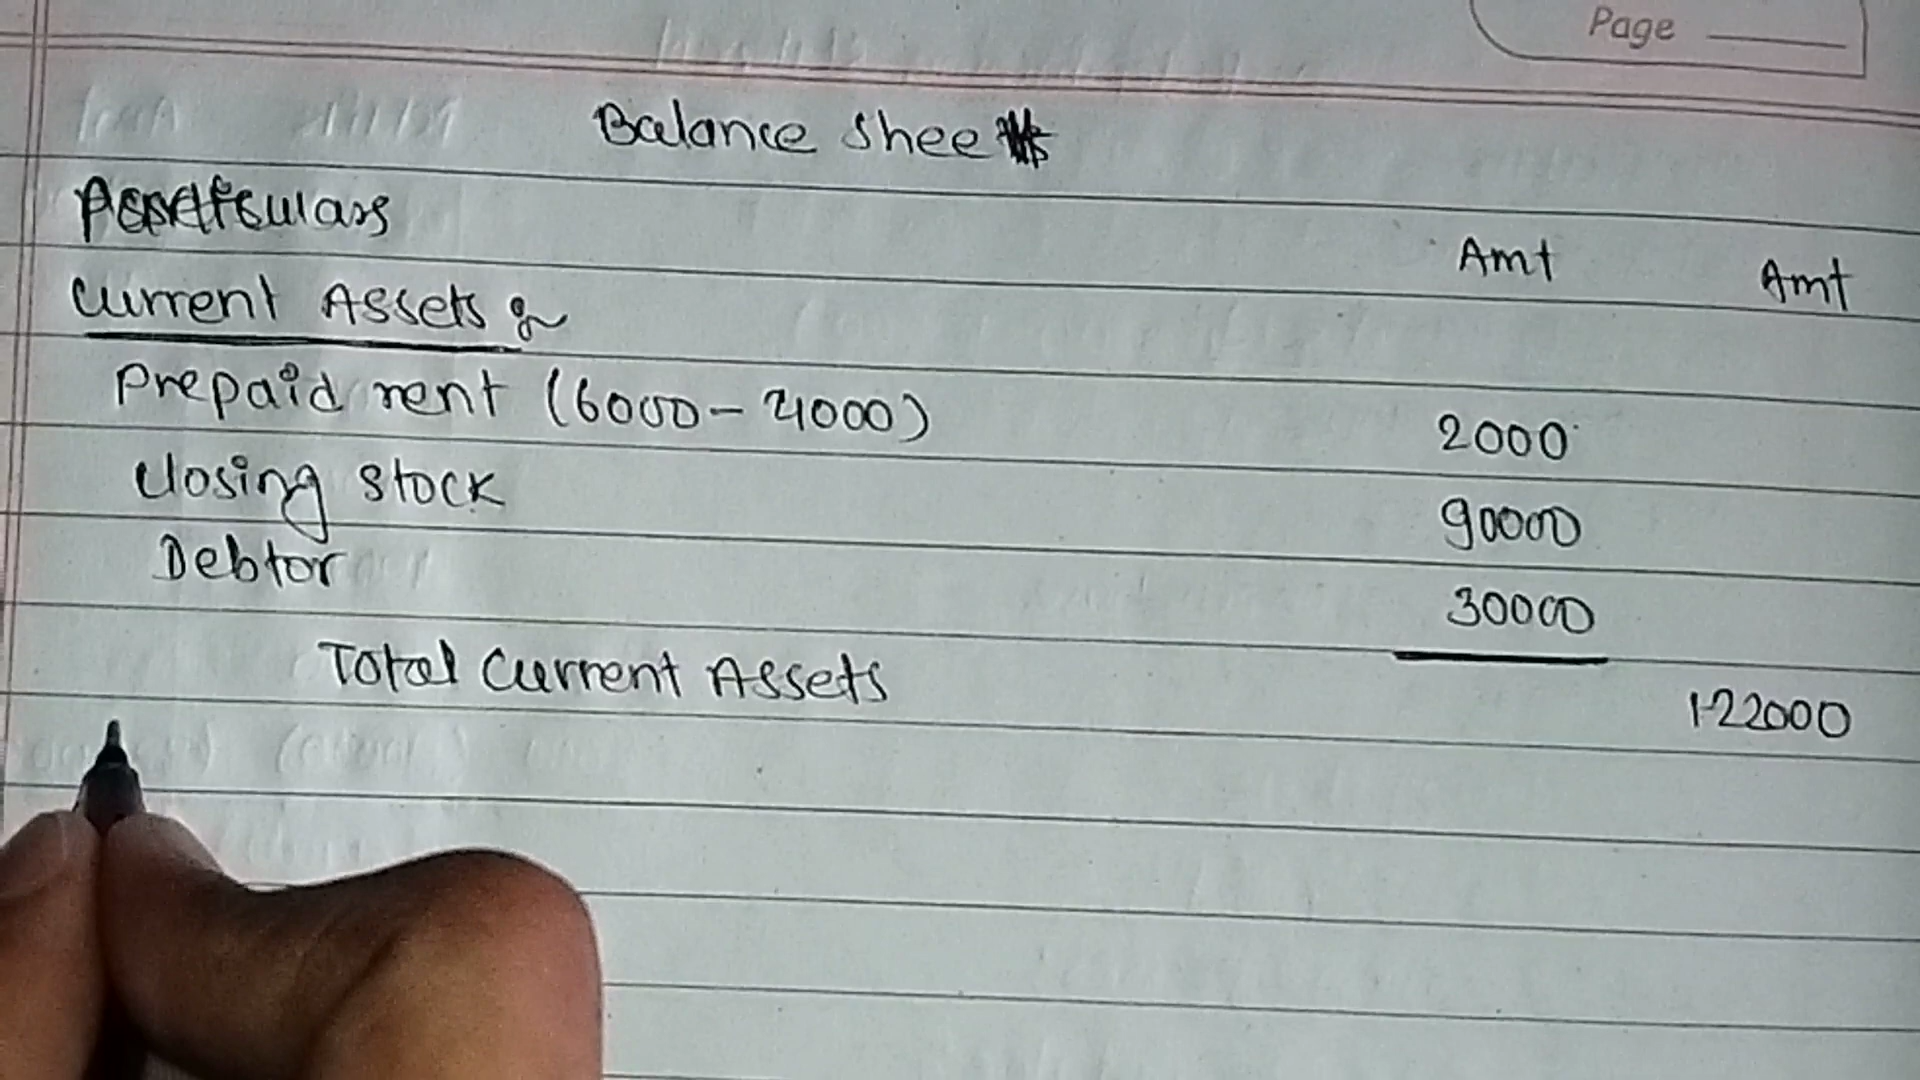 Page
Balance Sheet
Particulars Amt Amt
Current Assets :-
Prepaid rent (6000-4000) 2000
Closing stock 90000
Debtor 30000
Total Current Assets 122000